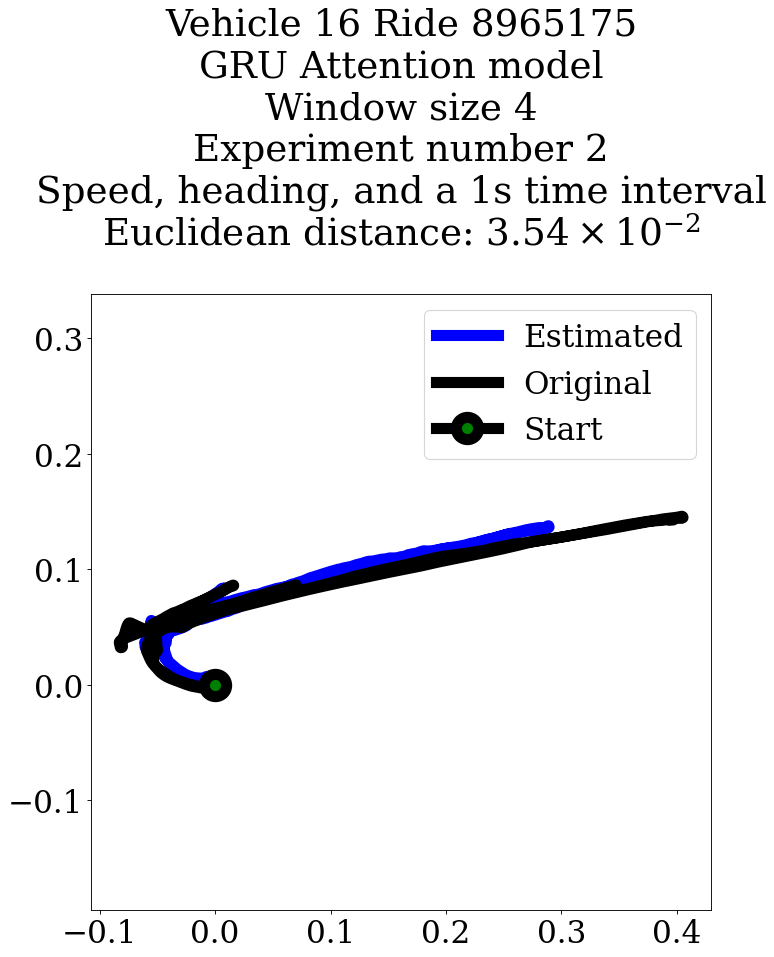 Vehicle 16 Ride 8965175
GRU Attention model
Window size 4
Experiment number 2
Speed, heading, and a 1s time interval
Euclidean distance: 3.54 × 10⁻²
Estimated
Original
Start
0.3
0.2
0.1
0.0
−0.1
−0.1 0.0 0.1 0.2 0.3 0.4